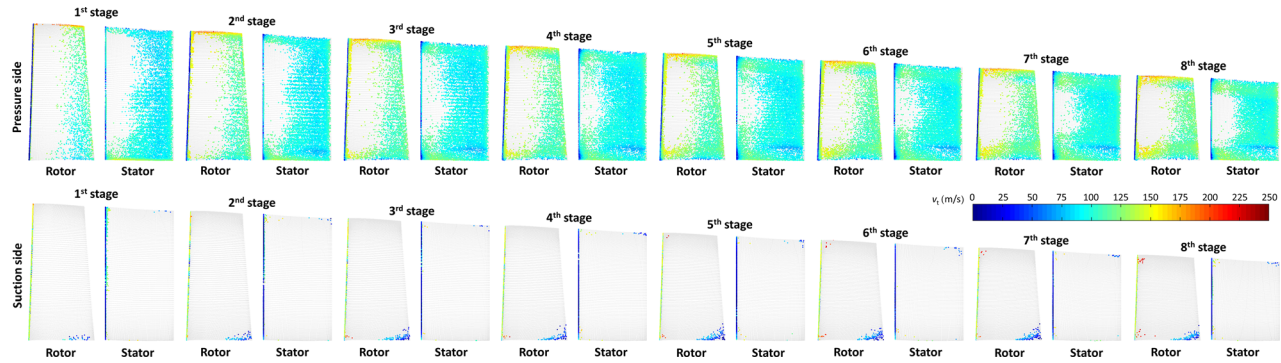 1st stage
2nd stage
3rd stage
4th stage
5th stage
6th stage
7th stage
8th stage
Pressure side
Rotor Stator Rotor Stator Rotor Stator Rotor Stator Rotor Stator Rotor Stator Rotor Stator Rotor Stator
1st stage
2nd stage
3rd stage
4th stage
5th stage
6th stage
7th stage
8th stage
vt (m/s)
0 25 50 75 100 125 150 175 200 225 250
Suction side
Rotor Stator Rotor Stator Rotor Stator Rotor Stator Rotor Stator Rotor Stator Rotor Stator Rotor Stator